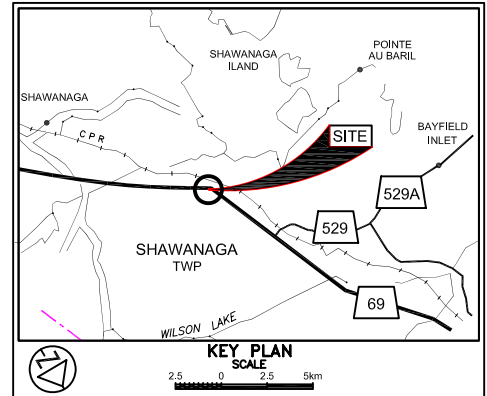 SHAWANAGA
ILAND
POINTE
AU BARIL
SHAWANAGA
CPR
SITE
BAYFIELD
INLET
529A
529
SHAWANAGA
TWP
69
WILSON LAKE
KEY PLAN
SCALE
2.5 0 2.5 5km
N